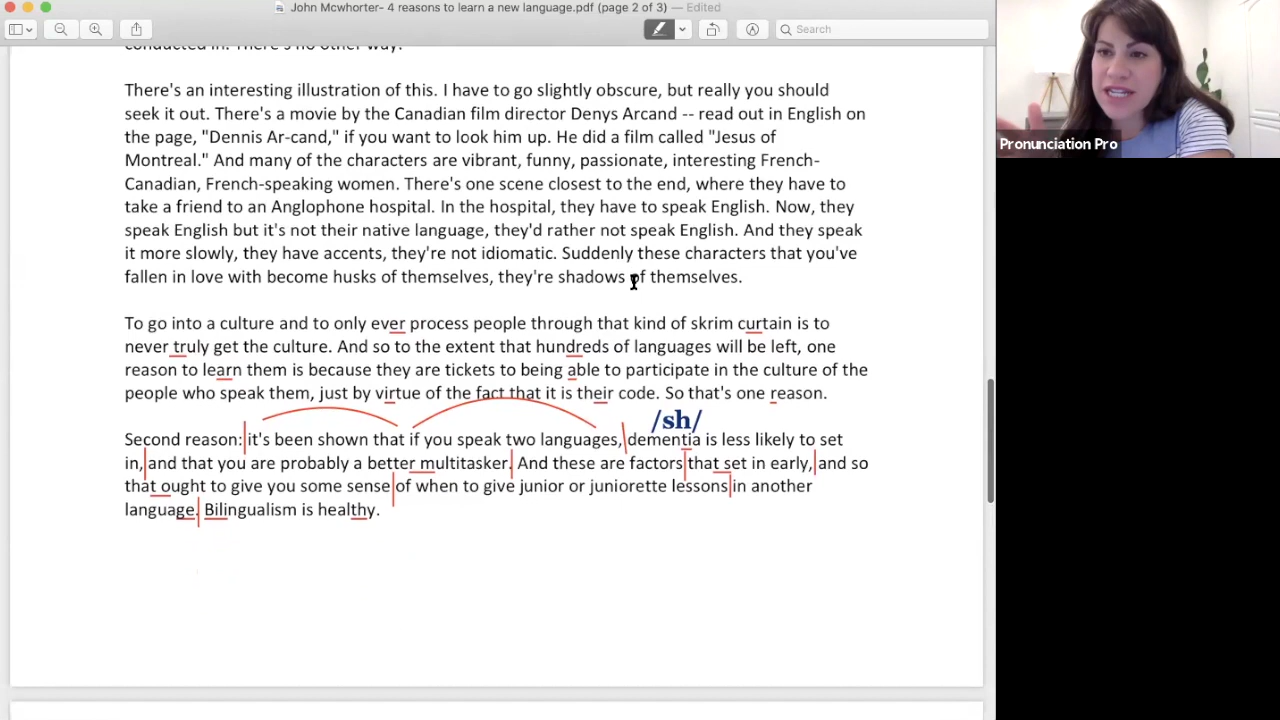 John Mcwhorter- 4 reasons to learn a new language.pdf (page 2 of 3) — Edited
Search
Pronunciation Pro
conducted in. There's no other way.
There's an interesting illustration of this. I have to go slightly obscure, but really you should
seek it out. There's a movie by the Canadian film director Denys Arcand -- read out in English on
the page, "Dennis Ar-cand," if you want to look him up. He did a film called "Jesus of
Montreal." And many of the characters are vibrant, funny, passionate, interesting French-
Canadian, French-speaking women. There's one scene closest to the end, where they have to
take a friend to an Anglophone hospital. In the hospital, they have to speak English. Now, they
speak English but it's not their native language, they'd rather not speak English. And they speak
it more slowly, they have accents, they're not idiomatic. Suddenly these characters that you've
fallen in love with become husks of themselves, they're shadows of themselves.
To go into a culture and to only ever process people through that kind of skrim curtain is to
never truly get the culture. And so to the extent that hundreds of languages will be left, one
reason to learn them is because they are tickets to being able to participate in the culture of the
people who speak them, just by virtue of the fact that it is their code. So that's one reason.
/sh/
Second reason: it's been shown that if you speak two languages, dementia is less likely to set
in, and that you are probably a better multitasker. And these are factors that set in early, and so
that ought to give you some sense of when to give junior or juniorette lessons in another
language. Bilingualism is healthy.